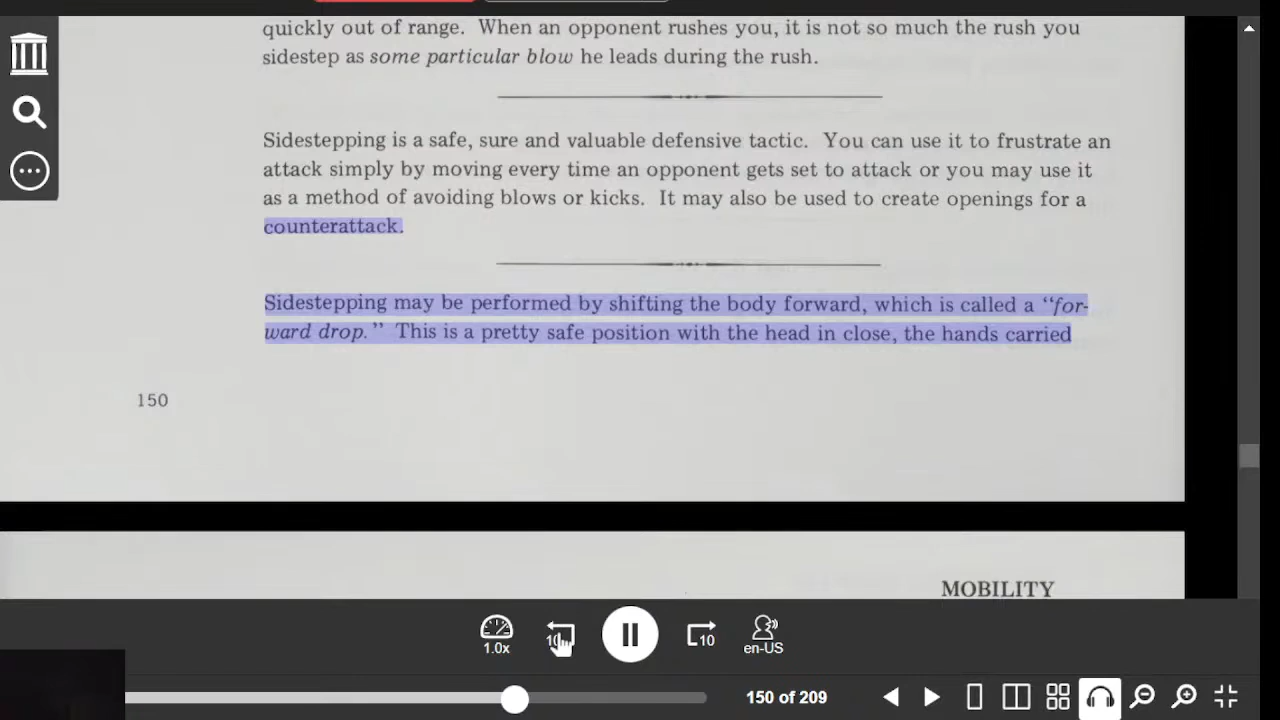 quickly out of range. When an opponent rushes you, it is not so much the rush you
sidestep as some particular blow he leads during the rush.
Sidestepping is a safe, sure and valuable defensive tactic. You can use it to frustrate an
attack simply by moving every time an opponent gets set to attack or you may use it
as a method of avoiding blows or kicks. It may also be used to create openings for a
counterattack.
Sidestepping may be performed by shifting the body forward, which is called a "for-
ward drop." This is a pretty safe position with the head in close, the hands carried
150
MOBILITY
10
10
1.0x
en-US
150 of 209